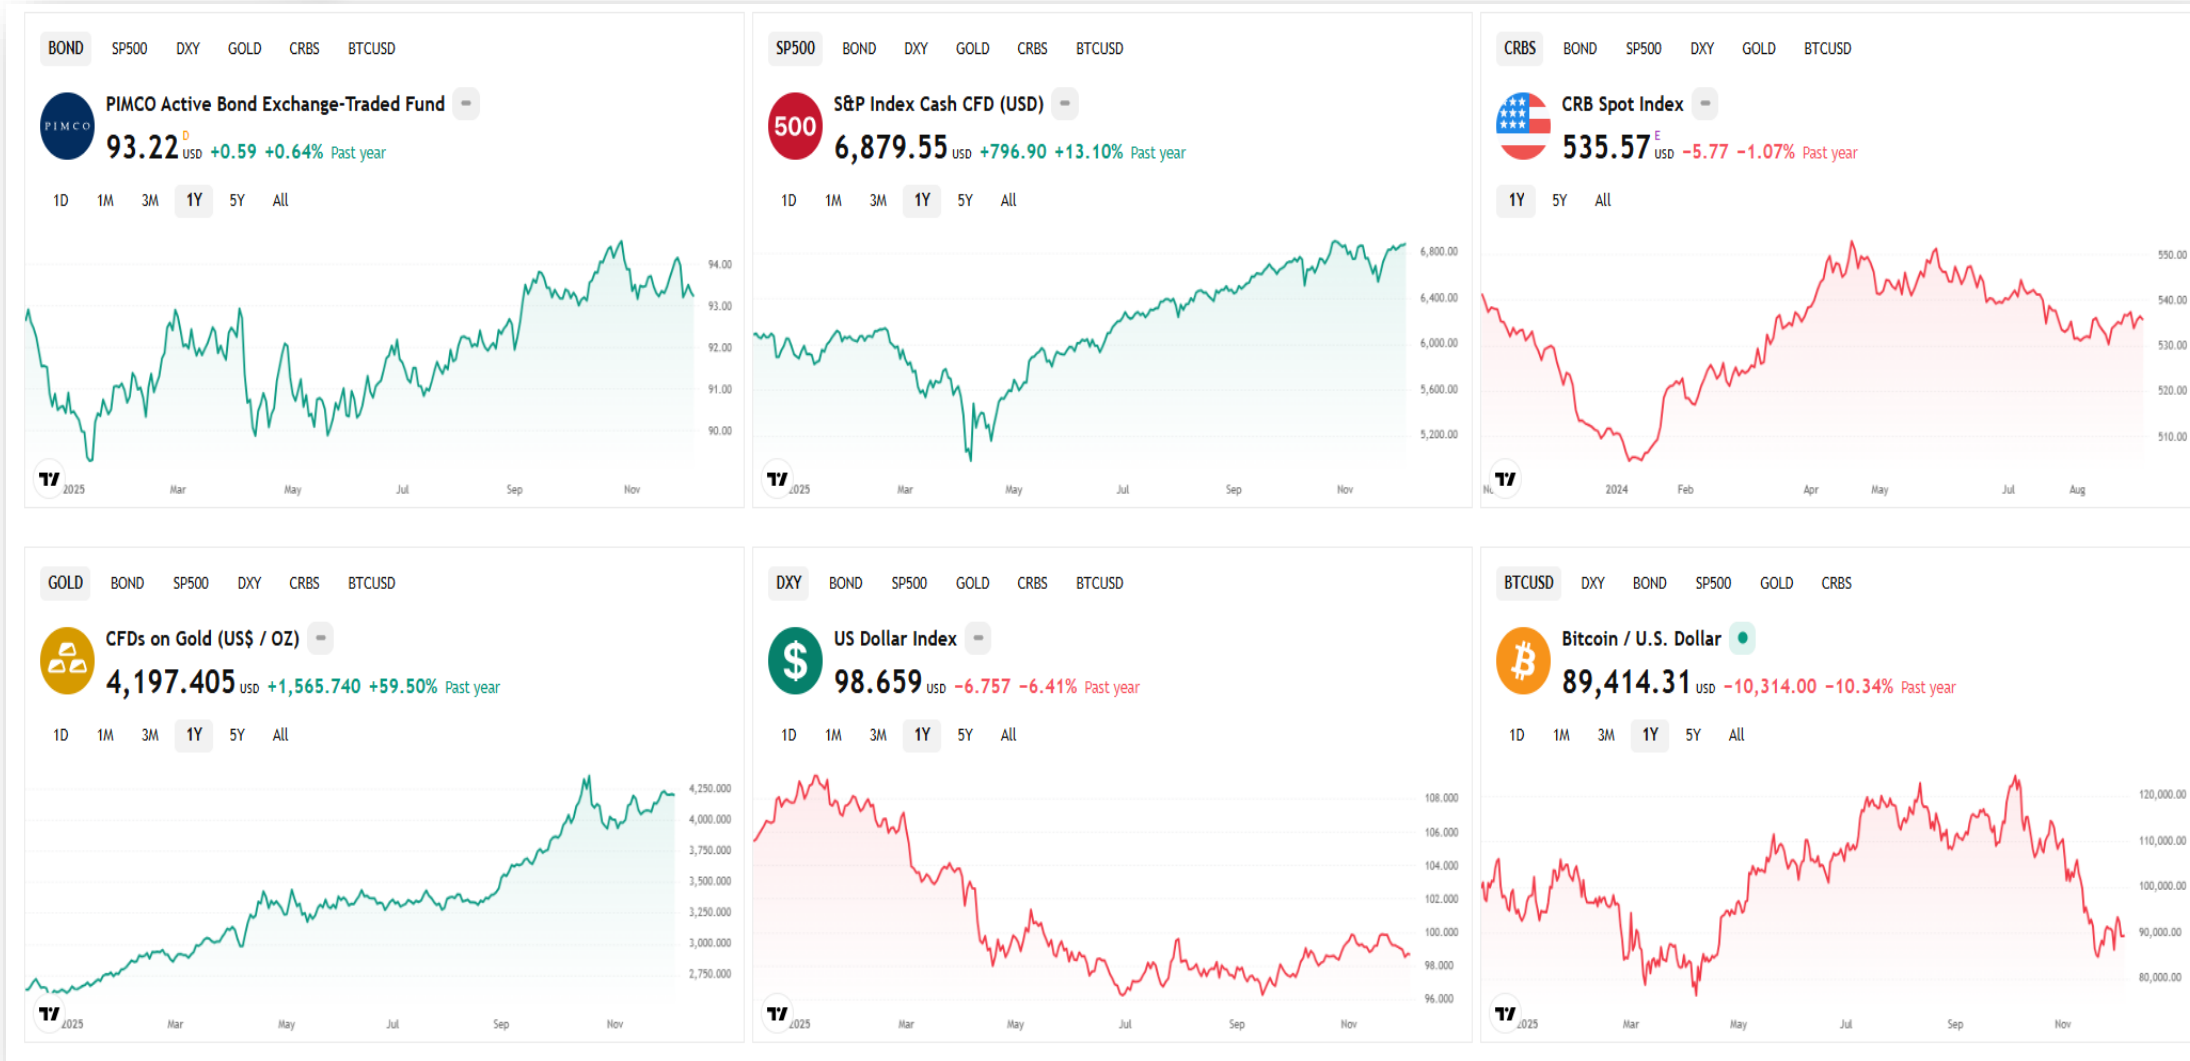 BOND SP500 DXY GOLD CRBS BTCUSD
PIMCO
PIMCO Active Bond Exchange-Traded Fund
93.22 D USD +0.59 +0.64% Past year
1D 1M 3M 1Y 5Y All
94.00
93.00
92.00
91.00
90.00
2025 Mar May Jul Sep Nov
SP500 BOND DXY GOLD CRBS BTCUSD
500
S&P Index Cash CFD (USD)
6,879.55 USD +796.90 +13.10% Past year
1D 1M 3M 1Y 5Y All
6,800.00
6,400.00
6,000.00
5,600.00
5,200.00
2025 Mar May Jul Sep Nov
CRBS BOND SP500 DXY GOLD BTCUSD
CRB Spot Index
535.57 E USD −5.77 −1.07% Past year
1Y 5Y All
550.00
540.00
530.00
520.00
510.00
2024 Feb Apr May Jul Aug
GOLD BOND SP500 DXY CRBS BTCUSD
CFDs on Gold (US$ / OZ)
4,197.405 USD +1,565.740 +59.50% Past year
1D 1M 3M 1Y 5Y All
4,250.000
4,000.000
3,750.000
3,500.000
3,250.000
3,000.000
2,750.000
2025 Mar May Jul Sep Nov
DXY BOND SP500 GOLD CRBS BTCUSD
$
US Dollar Index
98.659 USD −6.757 −6.41% Past year
1D 1M 3M 1Y 5Y All
108.000
106.000
104.000
102.000
100.000
98.000
96.000
2025 Mar May Jul Sep Nov
BTCUSD DXY BOND SP500 GOLD CRBS
Bitcoin / U.S. Dollar
89,414.31 USD −10,314.00 −10.34% Past year
1D 1M 3M 1Y 5Y All
120,000.00
110,000.00
100,000.00
90,000.00
80,000.00
2025 Mar May Jul Sep Nov